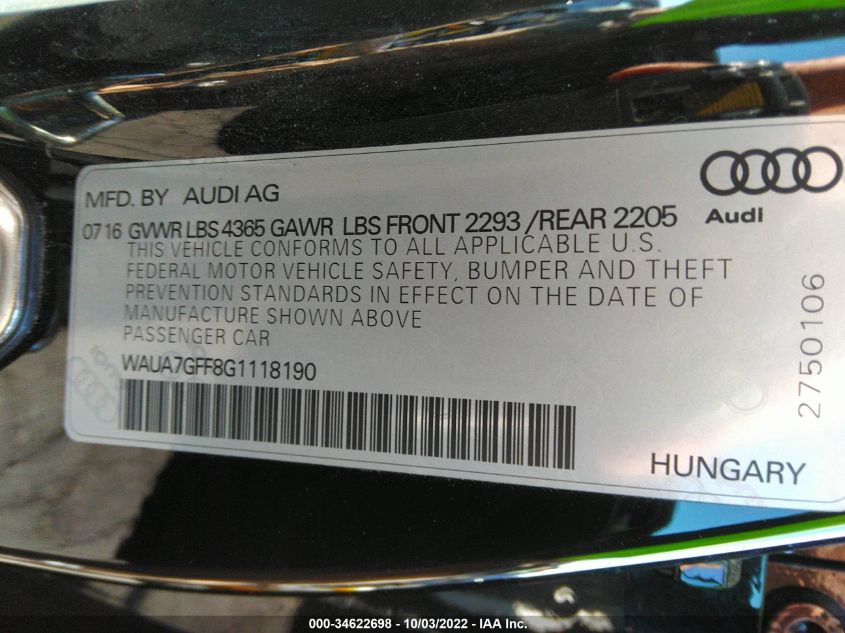 MFD. BY AUDI AG
Audi
07 16 GVWR LBS 4365 GAWR LBS FRONT 2293 /REAR 2205
THIS VEHICLE CONFORMS TO ALL APPLICABLE U.S.
FEDERAL MOTOR VEHICLE SAFETY, BUMPER AND THEFT
PREVENTION STANDARDS IN EFFECT ON THE DATE OF
MANUFACTURE SHOWN ABOVE
PASSENGER CAR
WAUA7GFF8G1118190
2750106
HUNGARY
000-34622698 - 10/03/2022 - IAA Inc.